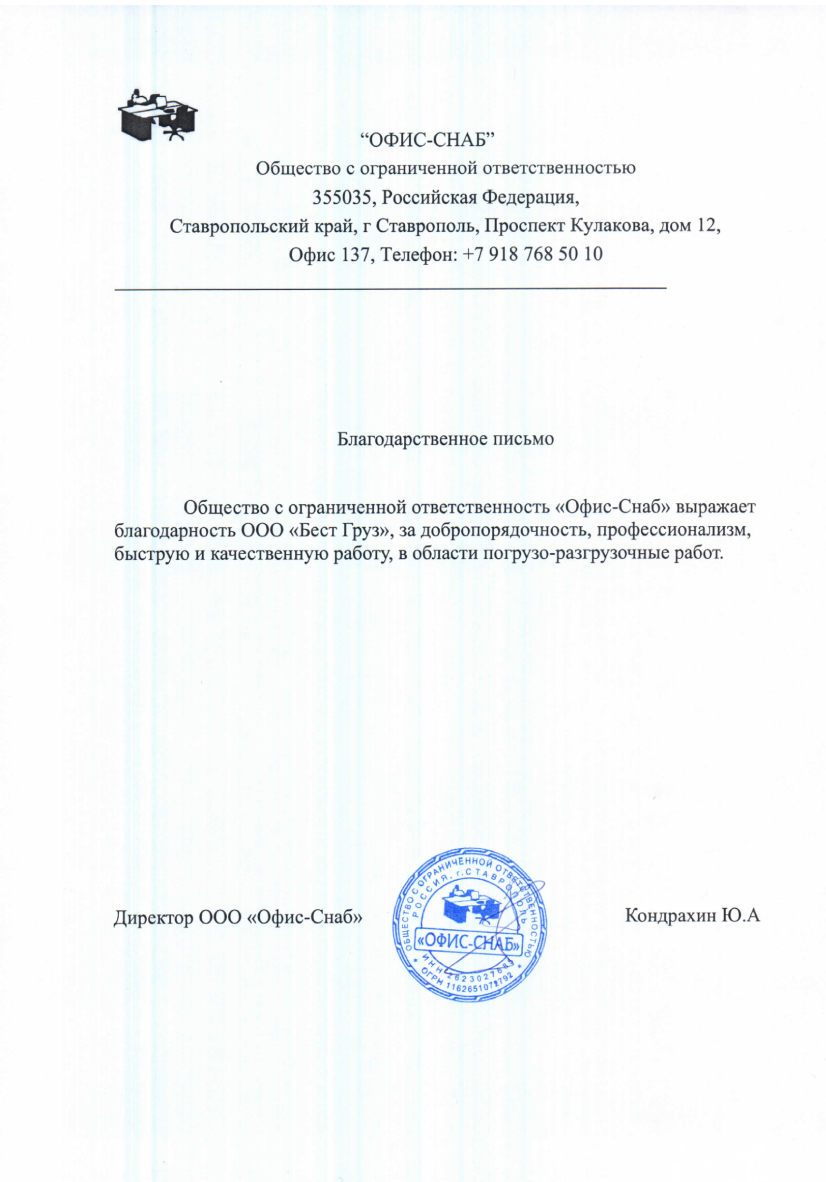 “ОФИС-СНАБ”
Общество с ограниченной ответственностью
355035, Российская Федерация,
Ставропольский край, г Ставрополь, Проспект Кулакова, дом 12,
Офис 137, Телефон: +7 918 768 50 10
Благодарственное письмо
Общество с ограниченной ответственность «Офис-Снаб» выражает
благодарность ООО «Бест Груз», за добропорядочность, профессионализм,
быструю и качественную работу, в области погрузо-разгрузочные работ.
Директор ООО «Офис-Снаб»
ОБЩЕСТВО С ОГРАНИЧЕННОЙ ОТВЕТСТВЕННОСТЬЮ
РОССИЯ, г.СТАВРОПОЛЬ
«ОФИС-СНАБ»
ИНН
ОГРН
Кондрахин Ю.А